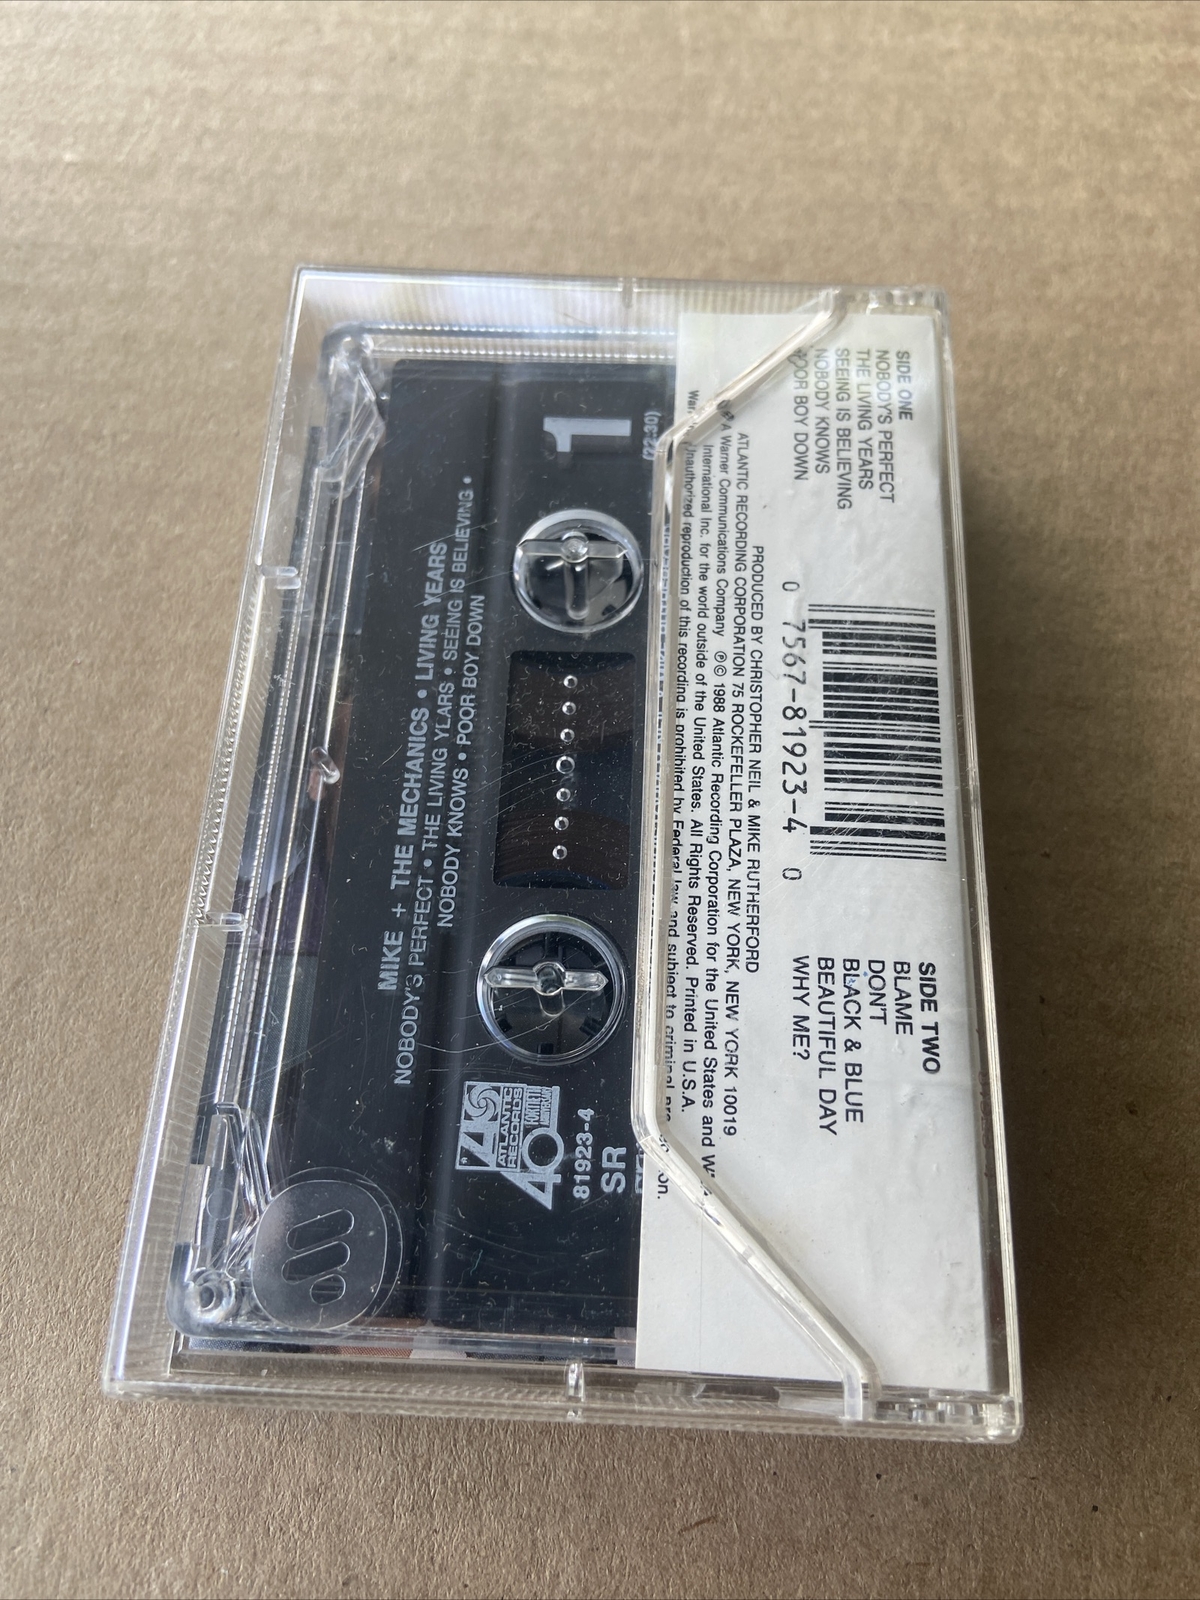 SIDE ONE
NOBODY'S PERFECT
THE LIVING YEARS
SEEING IS BELIEVING
NOBODY KNOWS
POOR BOY DOWN
0 7567-81923-4 0
SIDE TWO
BLAME
DON'T
BLACK & BLUE
BEAUTIFUL DAY
WHY ME?
PRODUCED BY CHRISTOPHER NEIL & MIKE RUTHERFORD
ATLANTIC RECORDING CORPORATION 75 ROCKEFELLER PLAZA, NEW YORK, NEW YORK 10019
A Warner Communications Company ℗© 1988 Atlantic Recording Corporation for the United States and
International Inc. for the world outside of the United States. All Rights Reserved. Printed in U.S.A.
Unauthorized reproduction of this recording is prohibited by Federal law and subject to criminal
1
81923-4
SR
ATLANTIC
RECORDS
40
MIKE + THE MECHANICS • LIVING YEARS
NOBODY'S PERFECT • THE LIVING YEARS • SEEING IS BELIEVING •
NOBODY KNOWS • POOR BOY DOWN